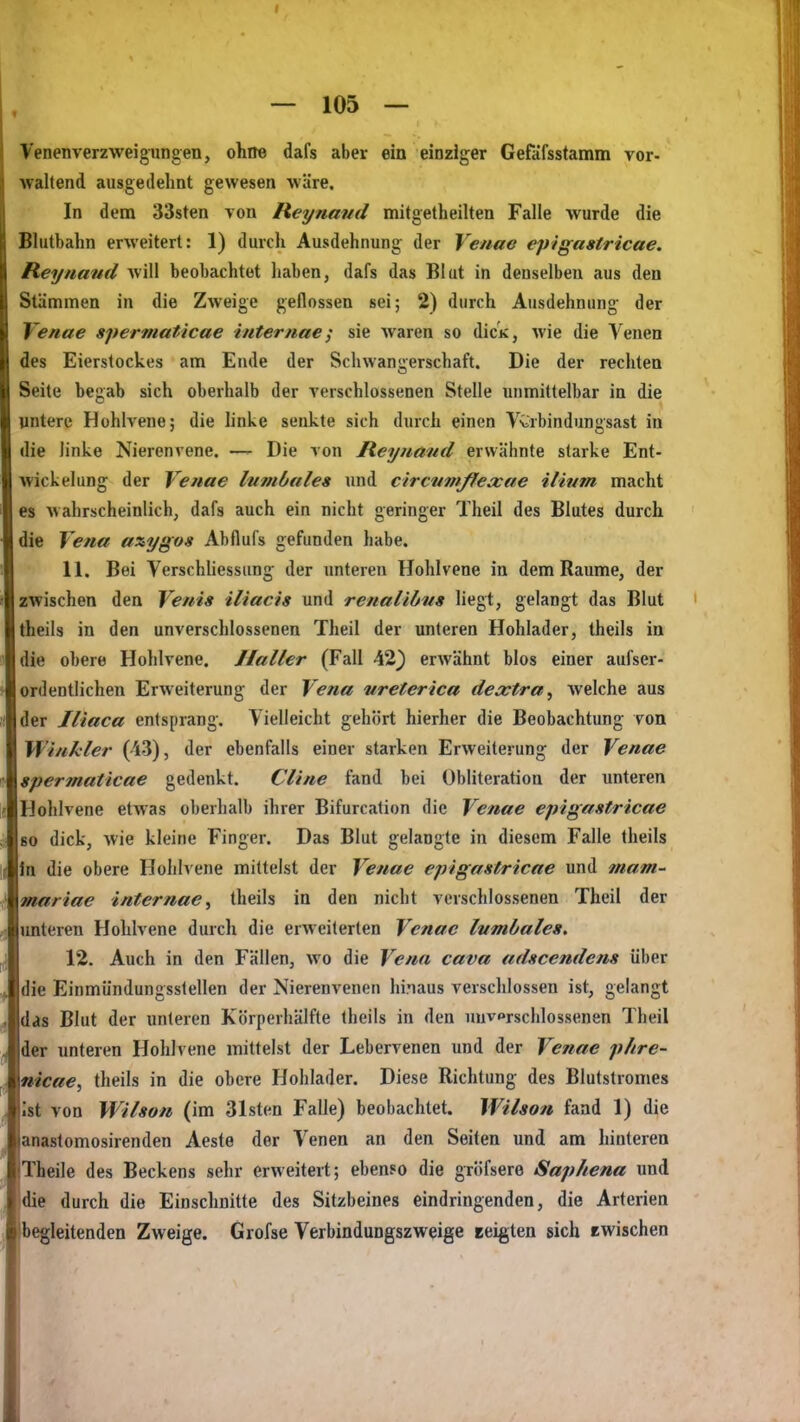 — 105 —
Venenverzweigungen, ohne dafs aber ein einziger Gefäfsstamm vor-
waltend ausgedehnt gewesen wäre.
In dem 33sten von Reynaud mitgetheilten Falle wurde die
Blutbahn erweitert: 1) durch Ausdehnung der Venae epigastricae.
Reynaud will beobachtet haben, dafs das Blut in denselben aus den
Stämmen in die Zweige geflossen sei; 2) durch Ausdehnung der
Venae spermaticae internae; sie waren so dick, wie die Venen
des Eierstockes am Ende der Schwangerschaft. Die der rechten
Seite begab sich oberhalb der verschlossenen Stelle unmittelbar in die
untere Hohlvene; die linke senkte sich durch einen Verbindungsast in
die linke Nierenvene. — Die von Reynaud erwähnte starke Ent-
wickelung der Venae lumbales und circumflexae ilium macht
es wahrscheinlich, dafs auch ein nicht geringer Theil des Blutes durch
die Vena azygos Abflufs gefunden habe.
11. Bei Verschliessung der unteren Hohlvene in dem Raume, der
zwischen den Venis iliacis und renalibus liegt, gelangt das Blut
theils in den unverschlossenen Theil der unteren Hohlader, theils in
die obere Hohlvene. Haller (Fall 42) erwähnt blos einer aufser-
ordentlichen Erweiterung der Vena ureterica dextra, welche aus
der Iliaca entsprang. Vielleicht gehört hierher die Beobachtung von
Winkler (43), der ebenfalls einer starken Erweiterung der Venae
spermaticae gedenkt. Cline fand bei Obliteration der unteren
Hohlvene etwas oberhalb ihrer Bifurcation die Venae epigastricae
so dick, wie kleine Finger. Das Blut gelangte in diesem Falle theils
in die obere Hohlvene mittelst der Venae epigastricae und mam-
mariae internae, theils in den nicht verschlossenen Theil der
unteren Hohlvene durch die erweiterten Venae lumbales.
12. Auch in den Fällen, wo die Vena cava adscendens über
die Einmündungsstellen der Nierenvenen hinaus verschlossen ist, gelangt
das Blut der unteren Körperhälfte theils in den unverschlossenen Theil
der unteren Hohlvene mittelst der Lebervenen und der Venae phre-
nicae, theils in die obere Hohlader. Diese Richtung des Blutstromes
ist von Wilson (im 31sten Falle) beobachtet. Wilson fand 1) die
anastomosirenden Aeste der Venen an den Seiten und am hinteren
Theile des Beckens sehr erweitert; ebenso die gröfsere Saphena und
die durch die Einschnitte des Sitzbeines eindringenden, die Arterien
begleitenden Zweige. Grofse Verbindungszweige zeigten sich zwischen